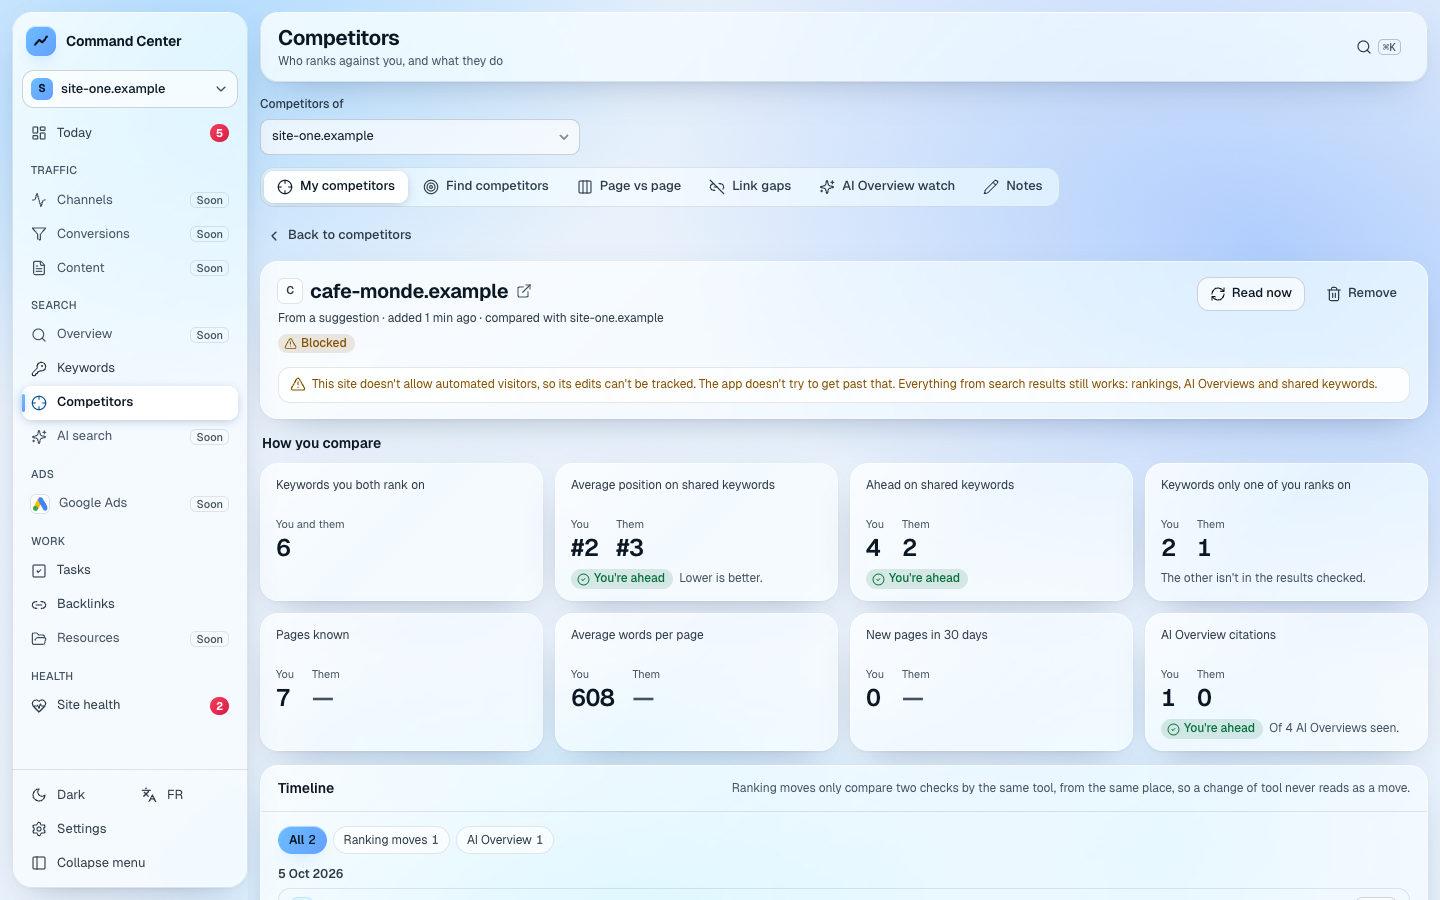 Command Center
S site-one.example
Today 5
TRAFFIC
Channels Soon
Conversions Soon
Content Soon
SEARCH
Overview Soon
Keywords
Competitors
AI search Soon
ADS
Google Ads Soon
WORK
Tasks
Backlinks
Resources Soon
HEALTH
Site health 2
Dark FR
Settings
Collapse menu
Competitors
Who ranks against you, and what they do
⌘K
Competitors of
site-one.example
My competitors Find competitors Page vs page Link gaps AI Overview watch Notes
Back to competitors
C cafe-monde.example
Read now Remove
From a suggestion · added 1 min ago · compared with site-one.example
Blocked
This site doesn't allow automated visitors, so its edits can't be tracked. The app doesn't try to get past that. Everything from search results still works: rankings, AI Overviews and shared keywords.
How you compare
Keywords you both rank on
You and them
6
Average position on shared keywords
You Them
#2 #3
You're ahead Lower is better.
Ahead on shared keywords
You Them
4 2
You're ahead
Keywords only one of you ranks on
You Them
2 1
The other isn't in the results checked.
Pages known
You Them
7 —
Average words per page
You Them
608 —
New pages in 30 days
You Them
0 —
AI Overview citations
You Them
1 0
You're ahead Of 4 AI Overviews seen.
Timeline
Ranking moves only compare two checks by the same tool, from the same place, so a change of tool never reads as a move.
All 2 Ranking moves 1 AI Overview 1
5 Oct 2026